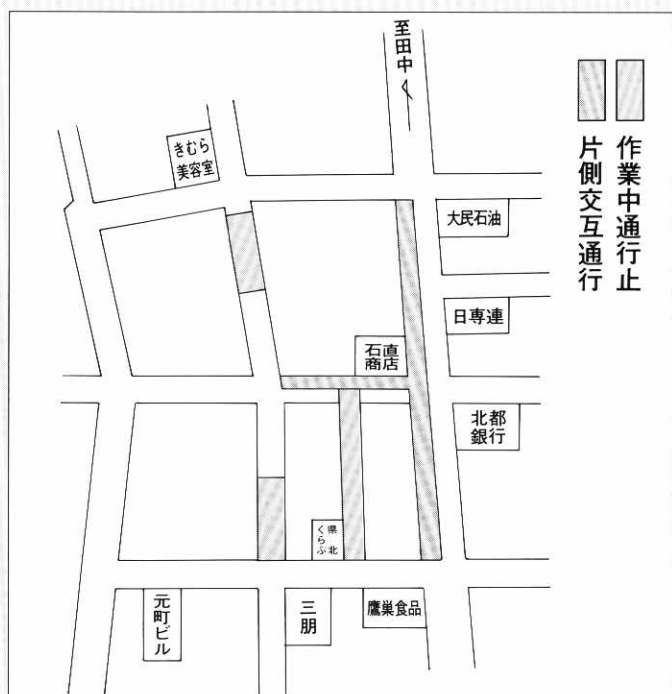 作業中通行止
片側交互通行
至田中
きむら
美容室
大民石油
日専連
石直
商店
北都
銀行
県北
くらぶ
元町ビル
三朋
鷹巣食品